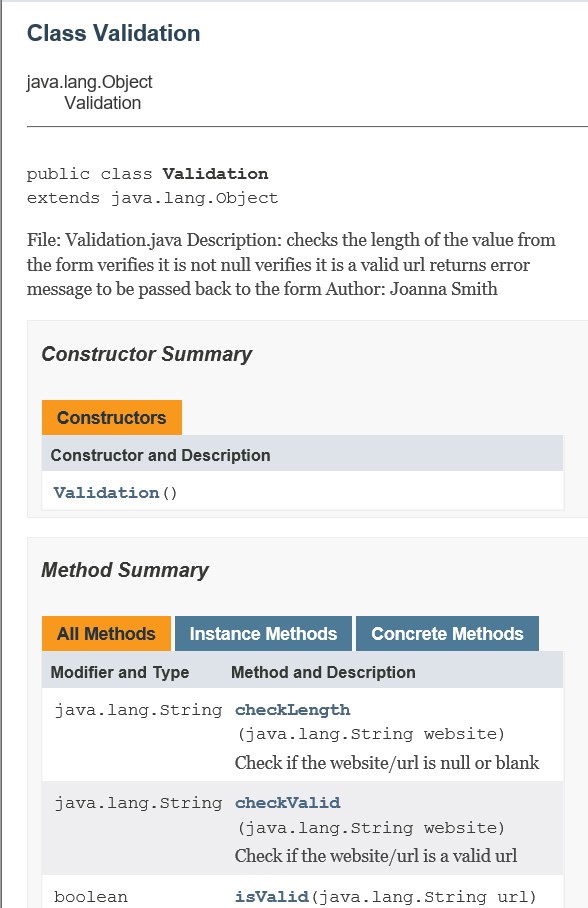 Class Validation
java.lang.Object
Validation
public class Validation
extends java.lang.Object
File: Validation.java Description: checks the length of the value from
the form verifies it is not null verifies it is a valid url returns error
message to be passed back to the form Author: Joanna Smith
Constructor Summary
Constructors
Constructor and Description
Validation()
Method Summary
All Methods Instance Methods Concrete Methods
Modifier and Type Method and Description
java.lang.String checkLength
(java.lang.String website)
Check if the website/url is null or blank
java.lang.String checkValid
(java.lang.String website)
Check if the website/url is a valid url
boolean isValid(java.lang.String url)